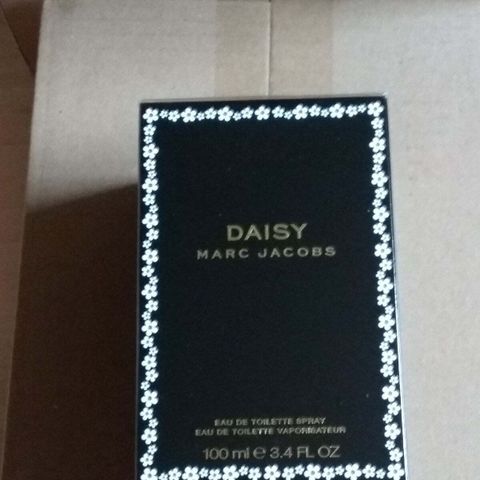 DAISY
MARC JACOBS
EAU DE TOILETTE SPRAY
EAU DE TOILETTE VAPORISATEUR
100 ml ℮ 3.4 FL OZ